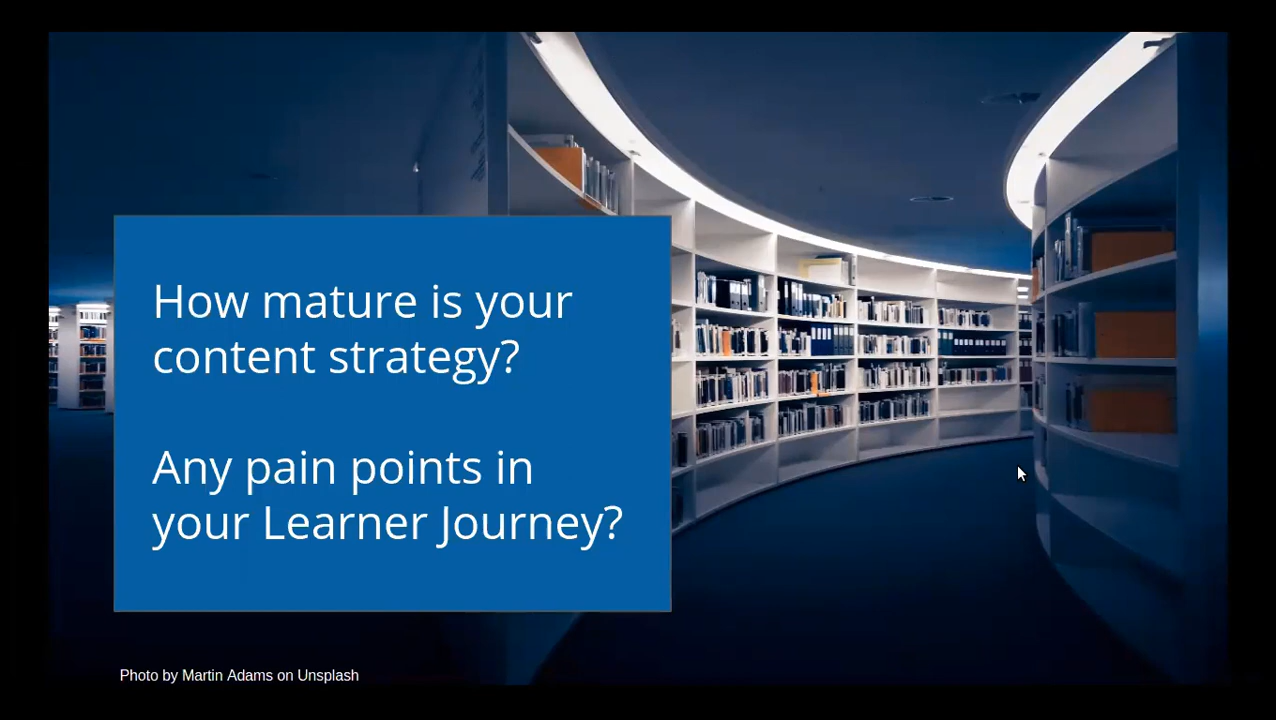 How mature is your
content strategy?
Any pain points in
your Learner Journey?
Photo by Martin Adams on Unsplash